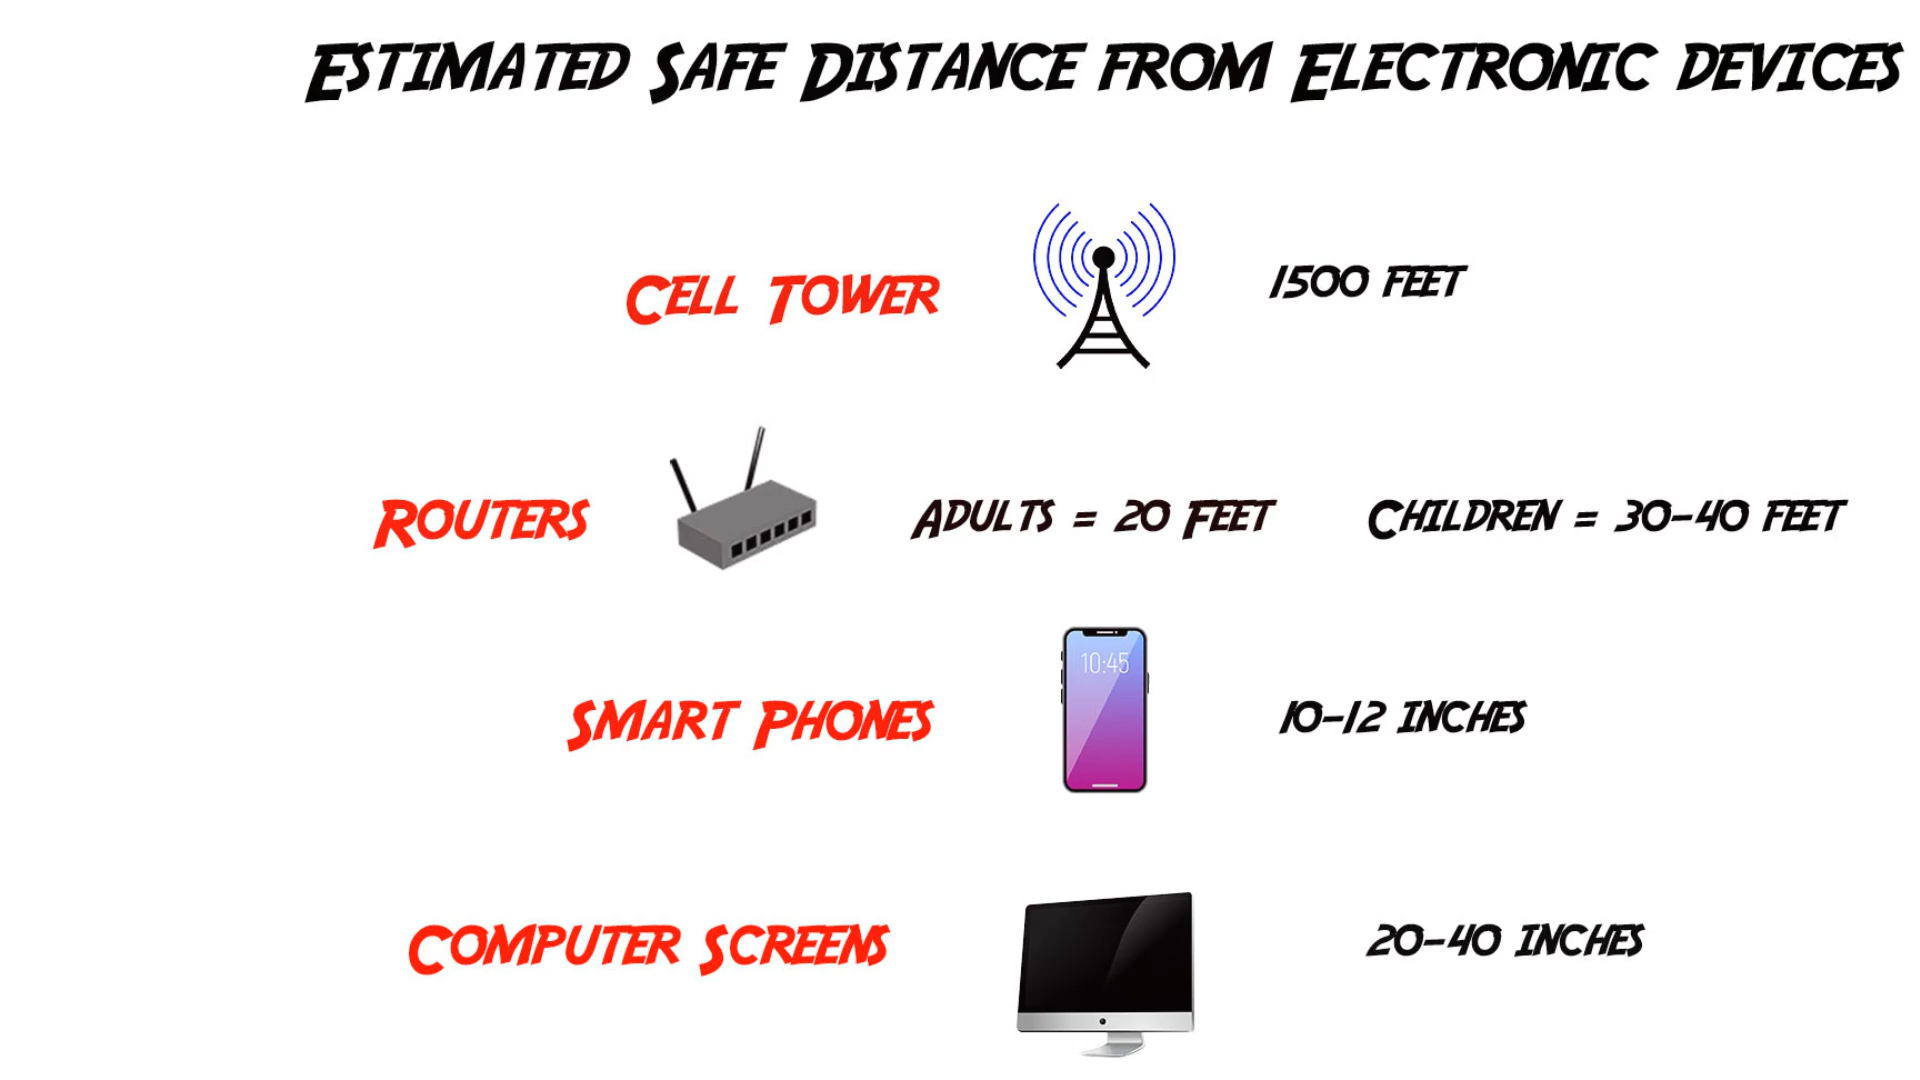 Estimated Safe Distance from Electronic devices
Cell Tower
1500 feet
Routers
Adults = 20 Feet
Children = 30-40 feet
Smart Phones
10:45
10-12 inches
Computer Screens
20-40 inches